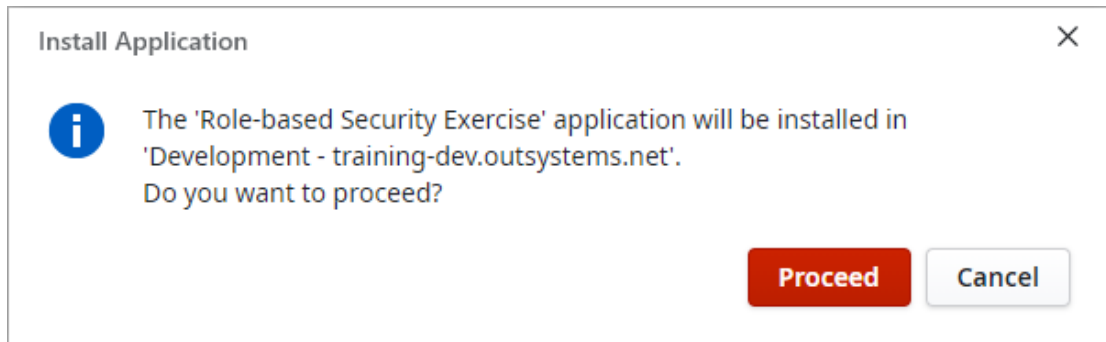 Install Application
The 'Role-based Security Exercise' application will be installed in
'Development - training-dev.outsystems.net'.
Do you want to proceed?
Proceed
Cancel